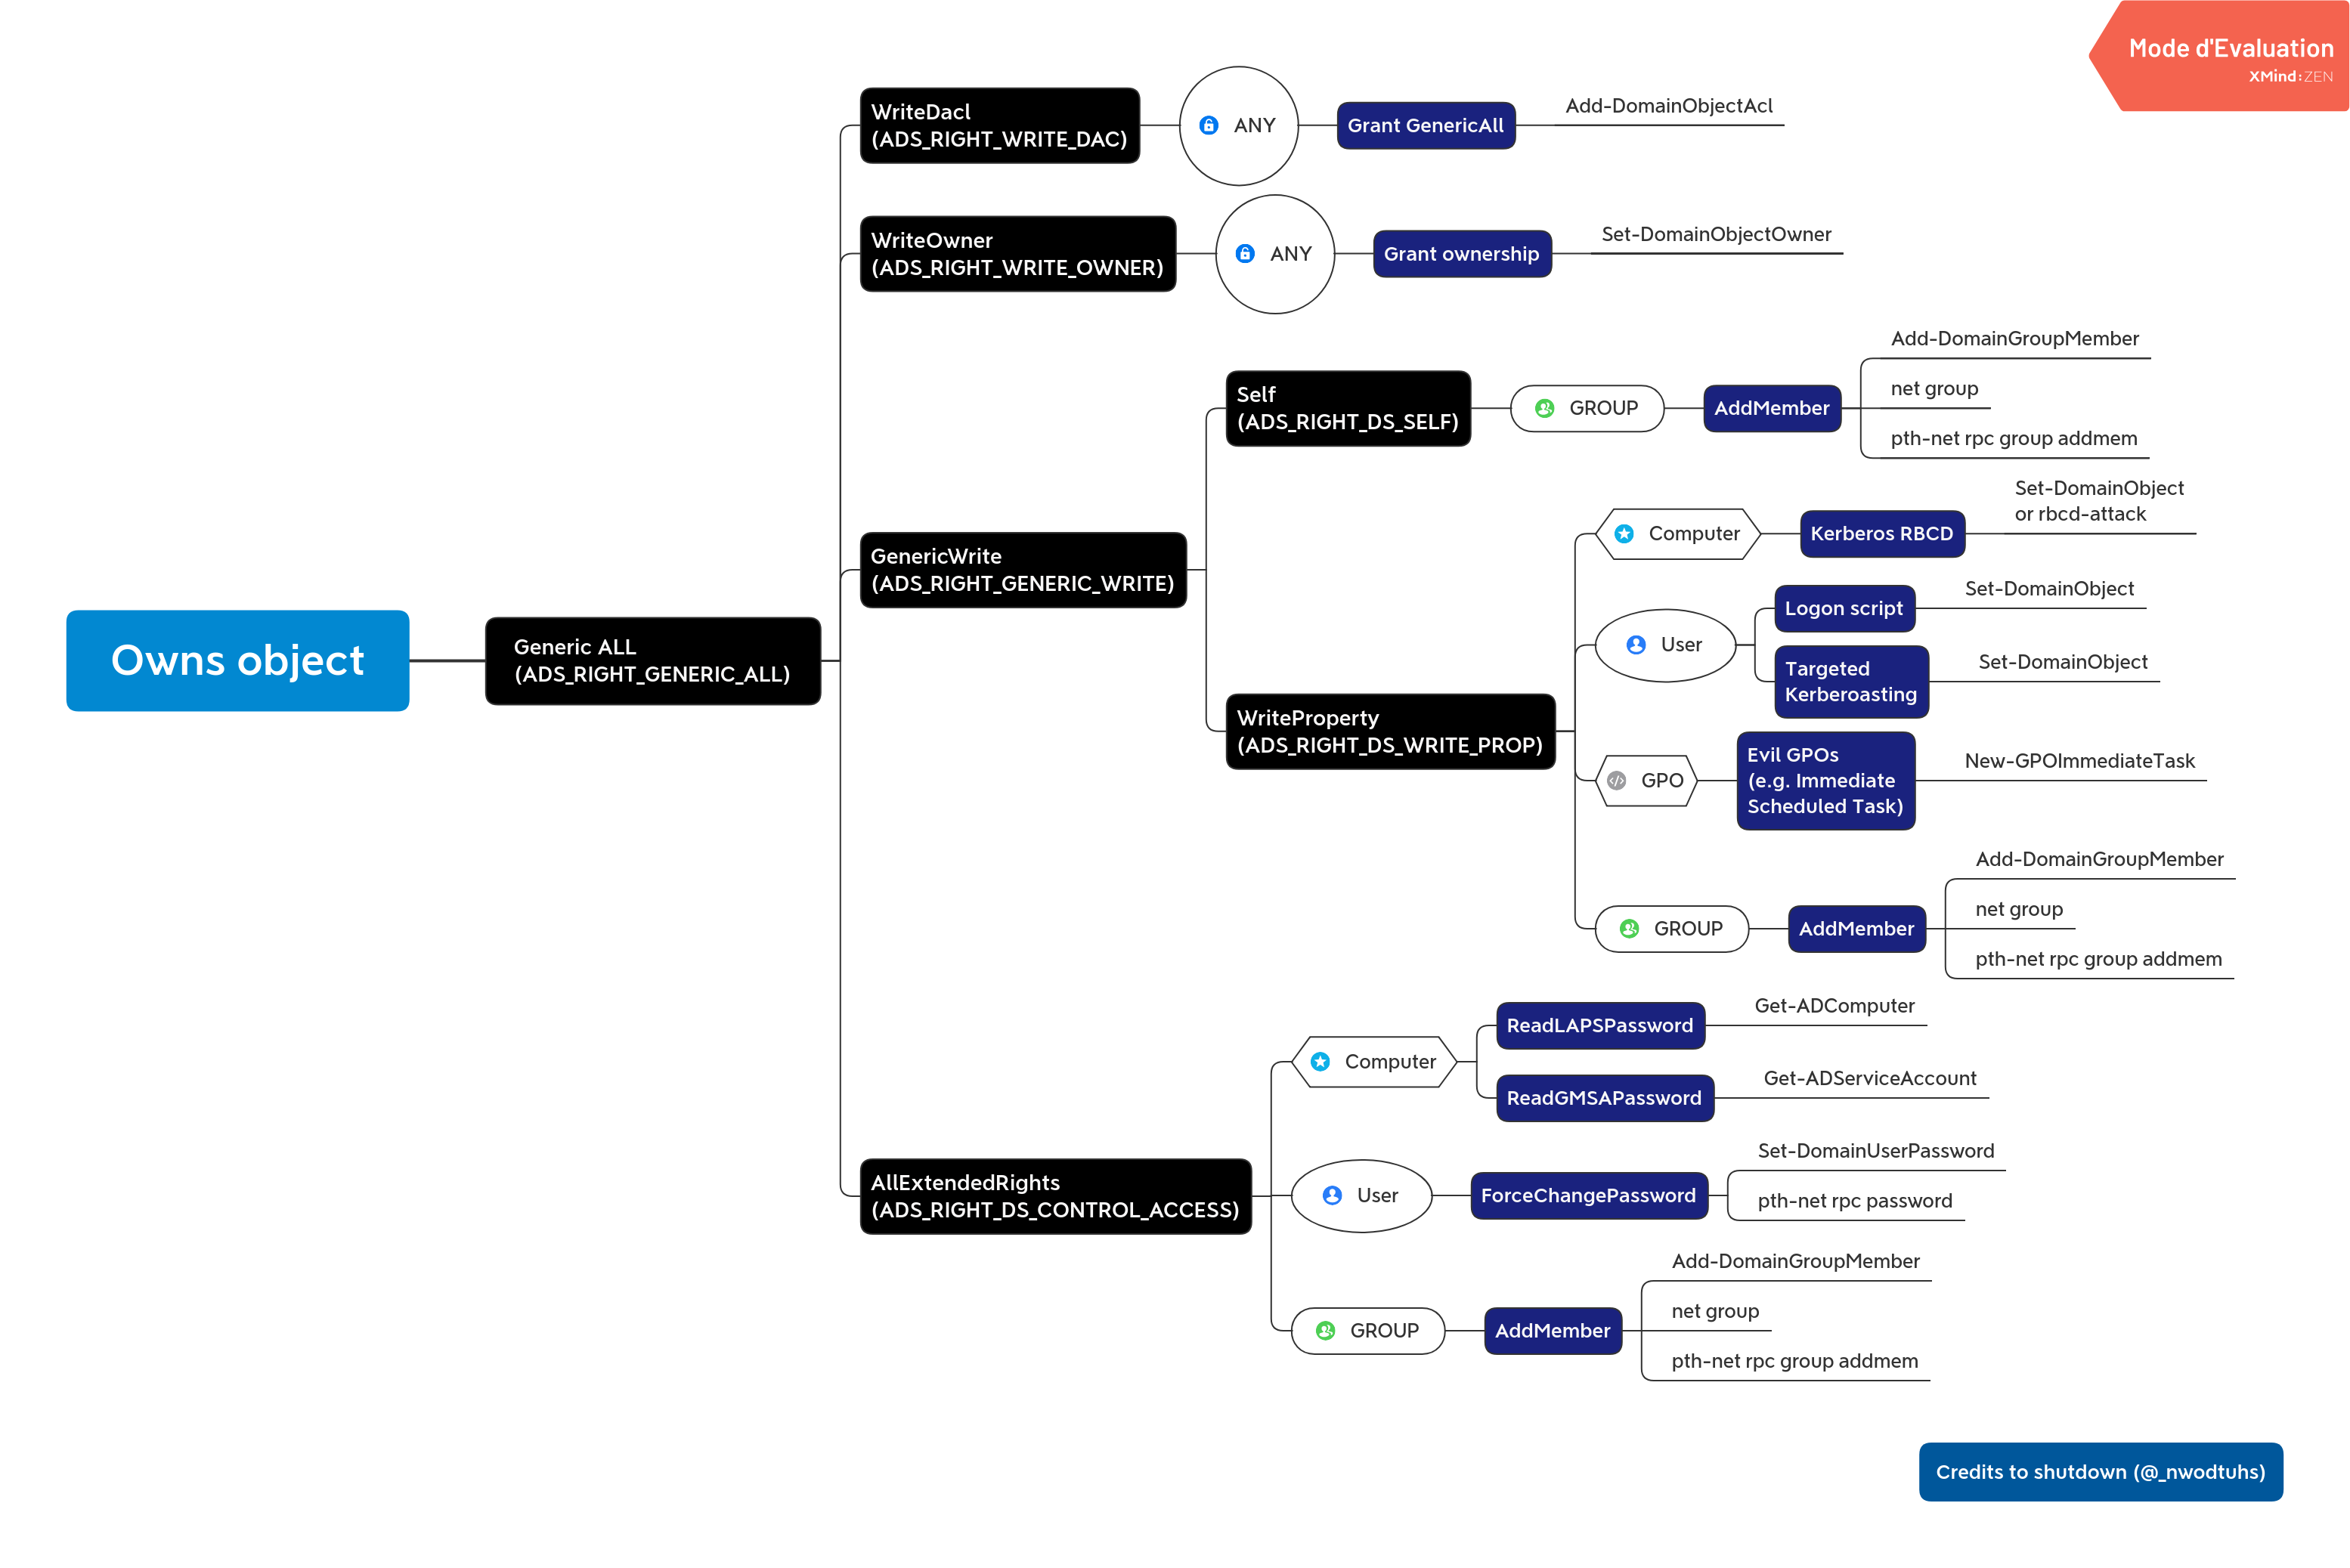 Mode d'Evaluation
XMind:ZEN
WriteDacl
(ADS_RIGHT_WRITE_DAC)
ANY
Grant GenericAll
Add-DomainObjectAcl
WriteOwner
(ADS_RIGHT_WRITE_OWNER)
ANY
Grant ownership
Set-DomainObjectOwner
Owns object
Generic ALL
(ADS_RIGHT_GENERIC_ALL)
GenericWrite
(ADS_RIGHT_GENERIC_WRITE)
Self
(ADS_RIGHT_DS_SELF)
GROUP
AddMember
Add-DomainGroupMember
net group
pth-net rpc group addmem
WriteProperty
(ADS_RIGHT_DS_WRITE_PROP)
Computer
Kerberos RBCD
Set-DomainObject
or rbcd-attack
User
Logon script
Set-DomainObject
Targeted
Kerberoasting
Set-DomainObject
GPO
Evil GPOs
(e.g. Immediate
Scheduled Task)
New-GPOImmediateTask
GROUP
AddMember
Add-DomainGroupMember
net group
pth-net rpc group addmem
AllExtendedRights
(ADS_RIGHT_DS_CONTROL_ACCESS)
Computer
ReadLAPSPassword
Get-ADComputer
ReadGMSAPassword
Get-ADServiceAccount
User
ForceChangePassword
Set-DomainUserPassword
pth-net rpc password
GROUP
AddMember
Add-DomainGroupMember
net group
pth-net rpc group addmem
Credits to shutdown (@_nwodtuhs)